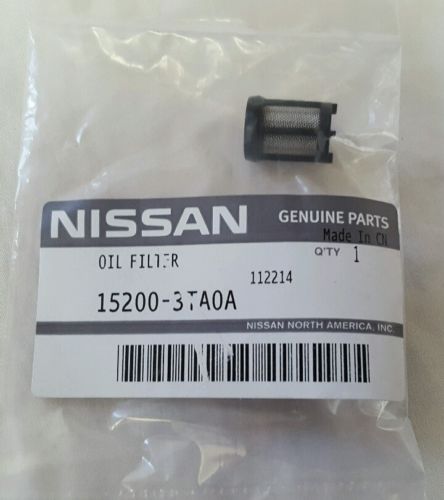 NISSAN GENUINE PARTS
Made In CN
OIL FILTER Q'TY 1
112214
15200-3TA0A
NISSAN NORTH AMERICA, INC.